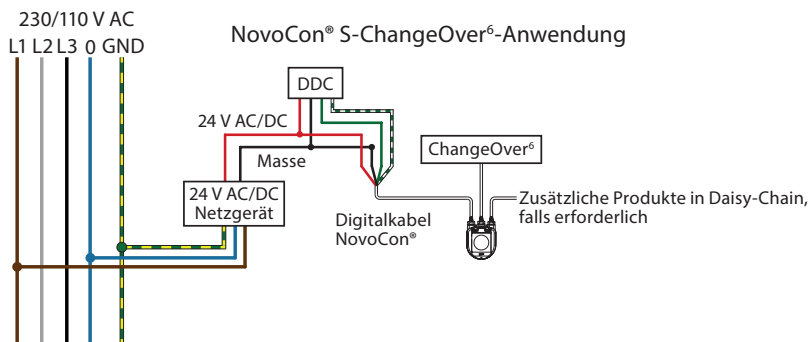 230/110 V AC
L1 L2 L3 0 GND
NovoCon® S-ChangeOver⁶-Anwendung
DDC
24 V AC/DC
Masse
24 V AC/DC
Netzgerät
Digitalkabel
NovoCon®
ChangeOver⁶
Zusätzliche Produkte in Daisy-Chain,
falls erforderlich